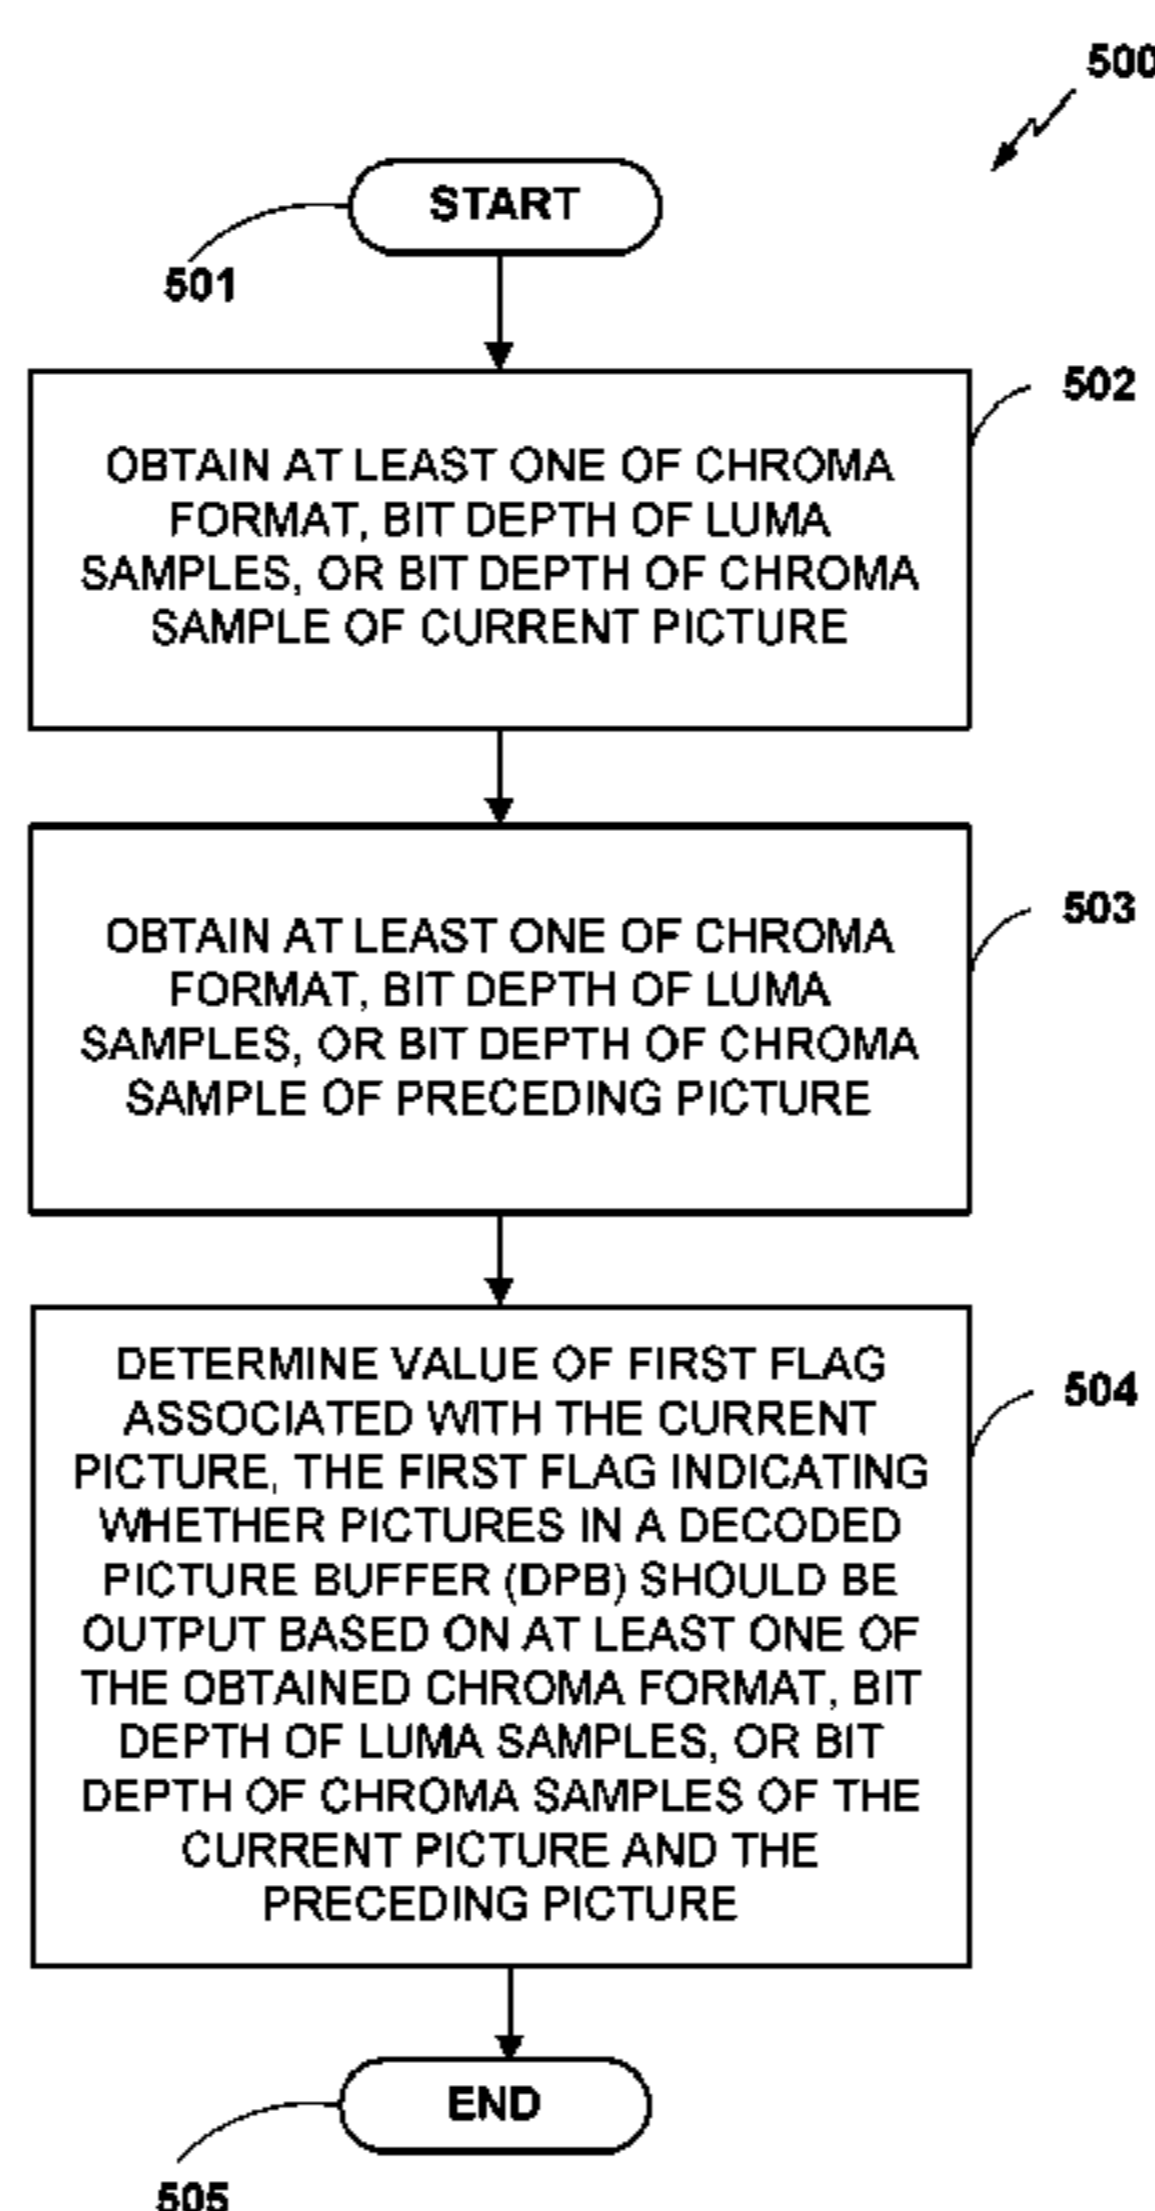 500
START
501
502
OBTAIN AT LEAST ONE OF CHROMA
FORMAT, BIT DEPTH OF LUMA
SAMPLES, OR BIT DEPTH OF CHROMA
SAMPLE OF CURRENT PICTURE
503
OBTAIN AT LEAST ONE OF CHROMA
FORMAT, BIT DEPTH OF LUMA
SAMPLES, OR BIT DEPTH OF CHROMA
SAMPLE OF PRECEDING PICTURE
504
DETERMINE VALUE OF FIRST FLAG
ASSOCIATED WITH THE CURRENT
PICTURE, THE FIRST FLAG INDICATING
WHETHER PICTURES IN A DECODED
PICTURE BUFFER (DPB) SHOULD BE
OUTPUT BASED ON AT LEAST ONE OF
THE OBTAINED CHROMA FORMAT, BIT
DEPTH OF LUMA SAMPLES, OR BIT
DEPTH OF CHROMA SAMPLES OF THE
CURRENT PICTURE AND THE
PRECEDING PICTURE
END
505